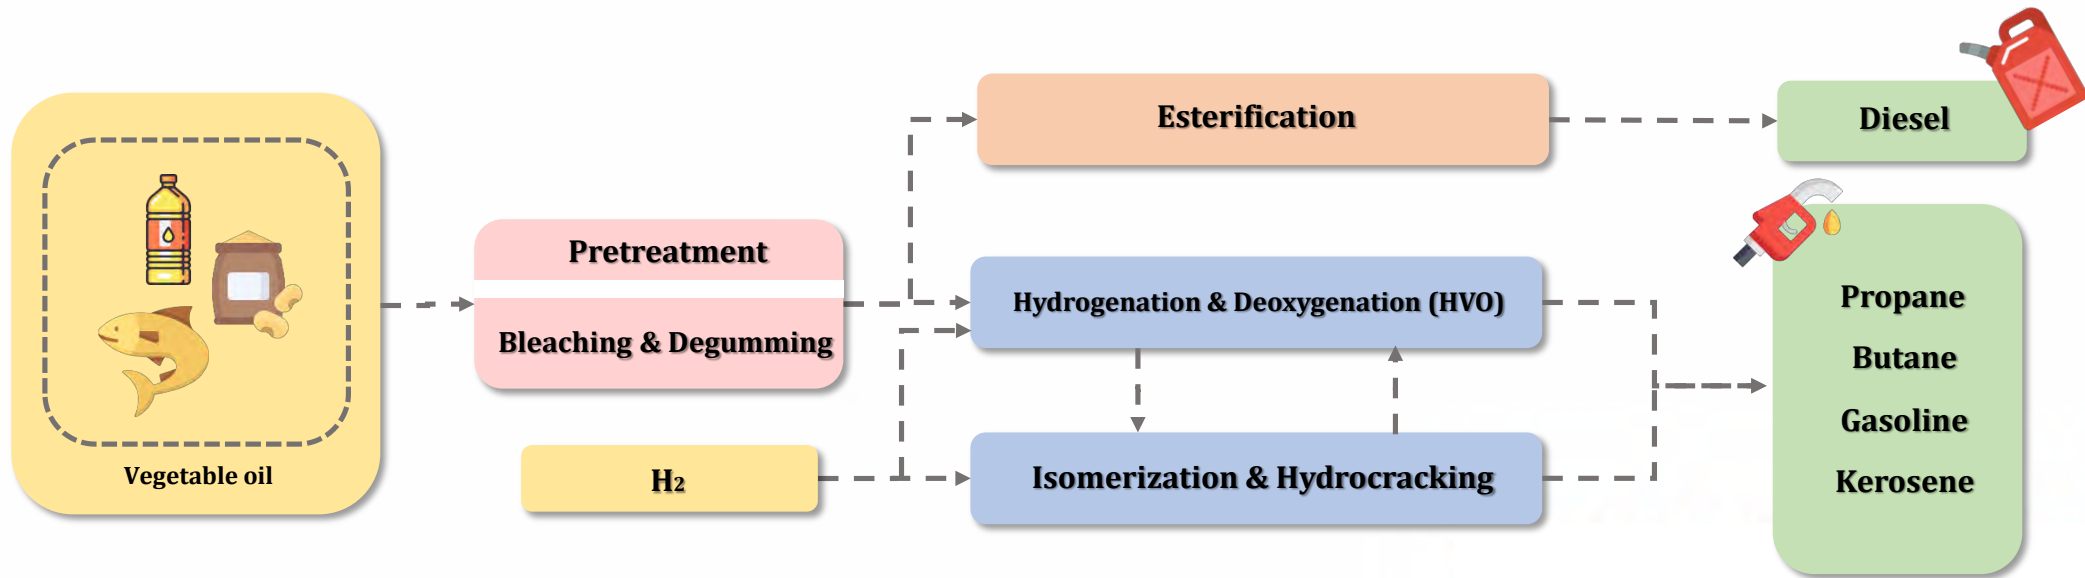 Vegetable oil
Pretreatment
Bleaching & Degumming
H2
Esterification
Hydrogenation & Deoxygenation (HVO)
Isomerization & Hydrocracking
Diesel
Propane
Butane
Gasoline
Kerosene